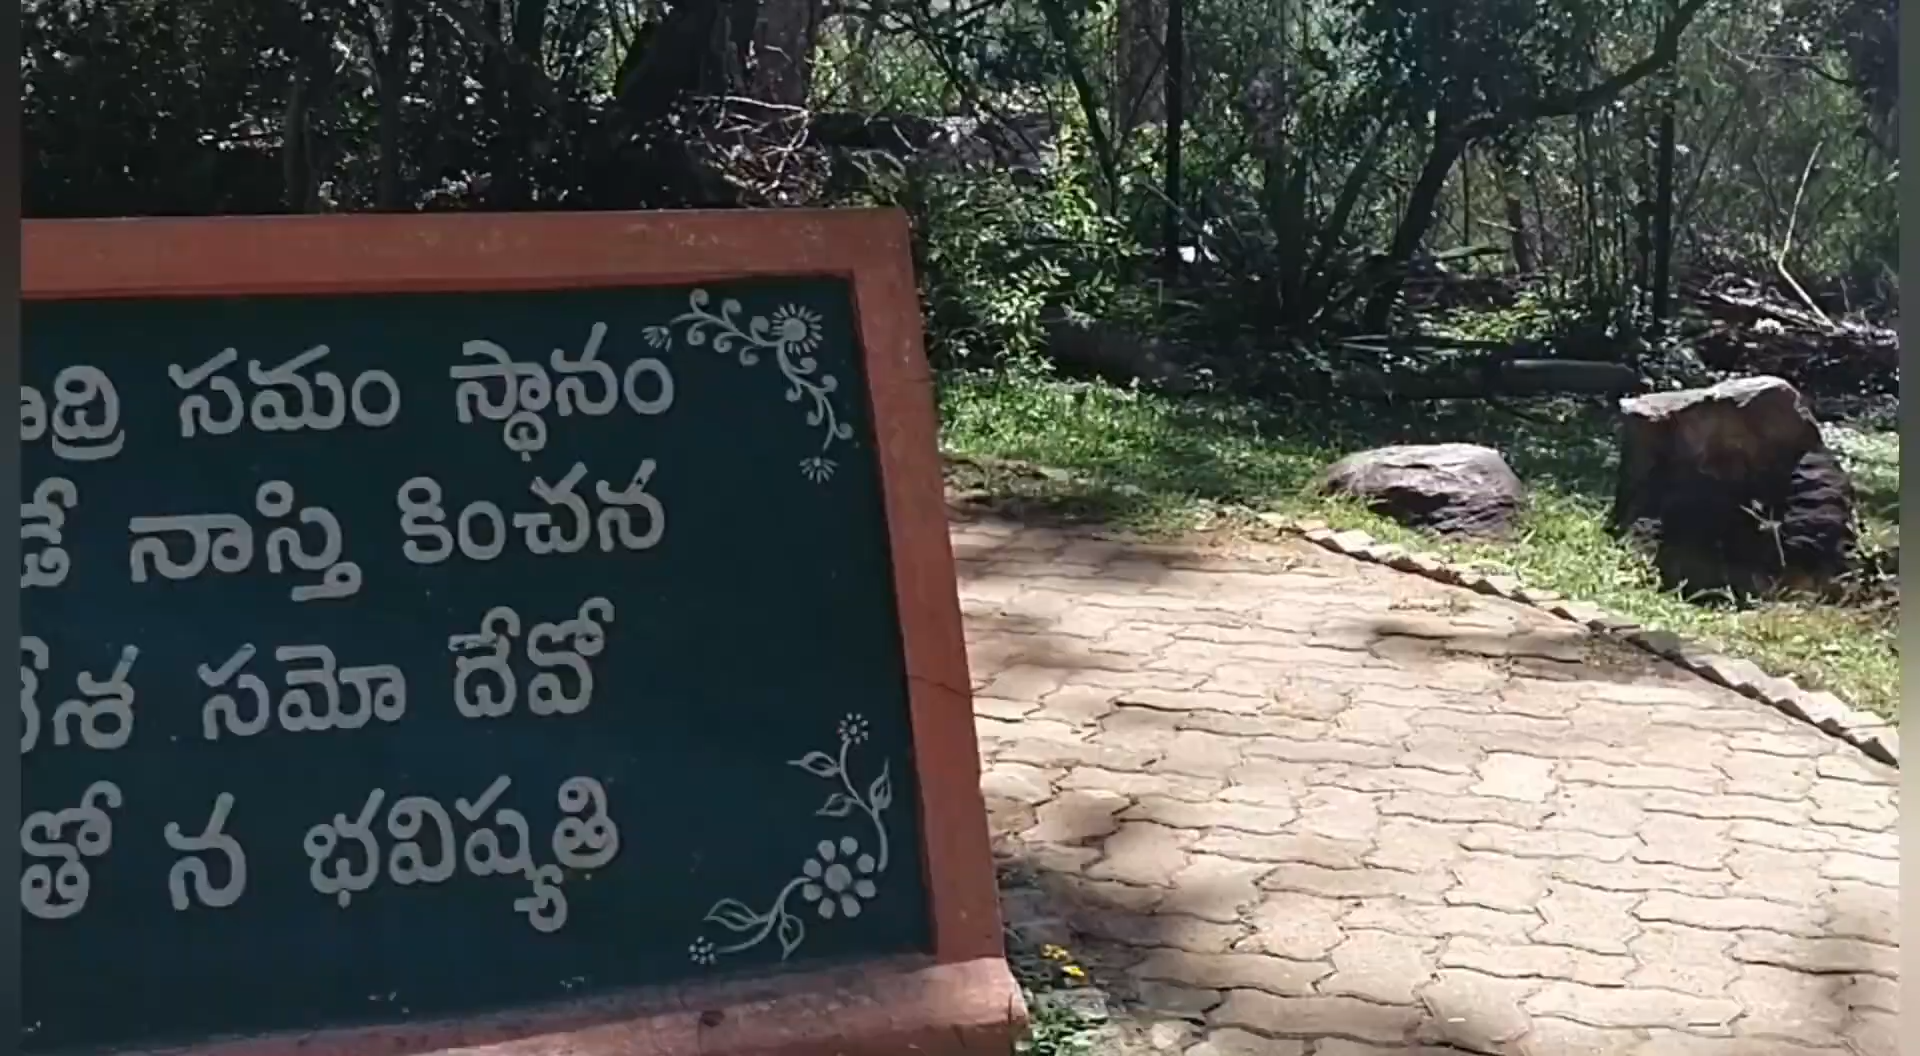 సమం స్థానం
నాస్తి కించన
సమో దేవో
న భవిష్యతి